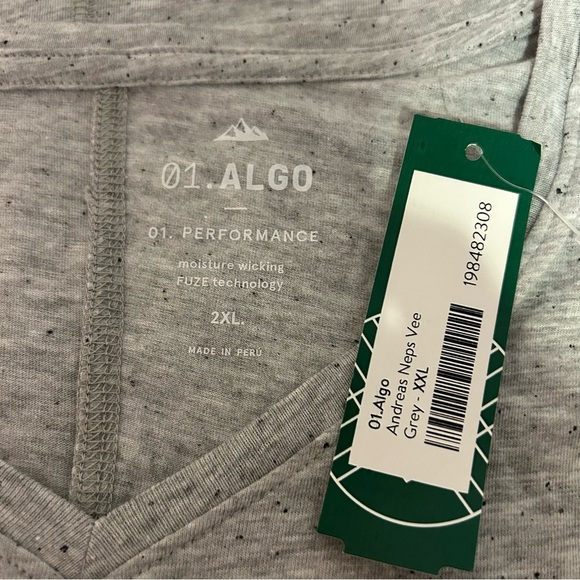 01.ALGO
01. PERFORMANCE
moisture wicking
FUZE technology
2XL.
MADE IN PERU
01.Algo
Andreas Neps Vee
Grey - XXL
198482308